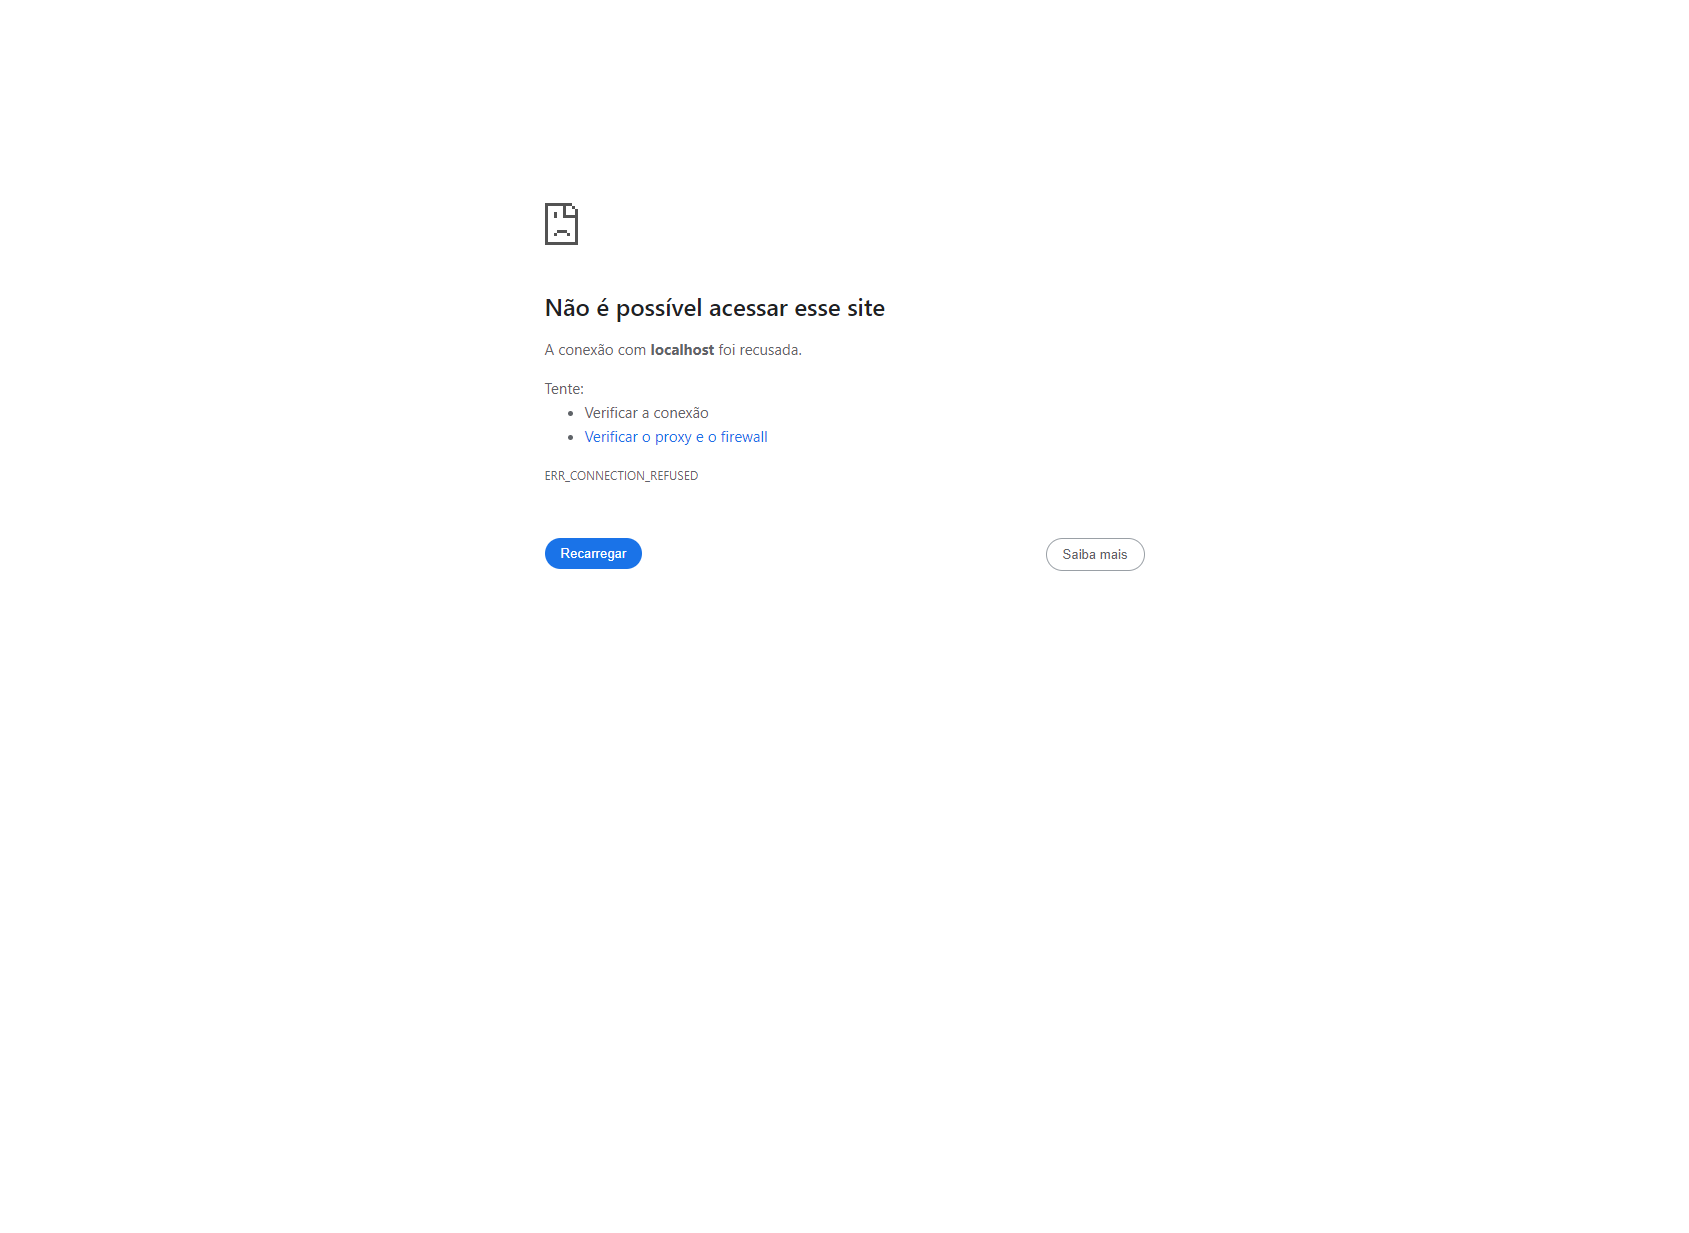 Não é possível acessar esse site
A conexão com localhost foi recusada.
Tente:
Verificar a conexão
Verificar o proxy e o firewall
ERR_CONNECTION_REFUSED
Recarregar
Saiba mais